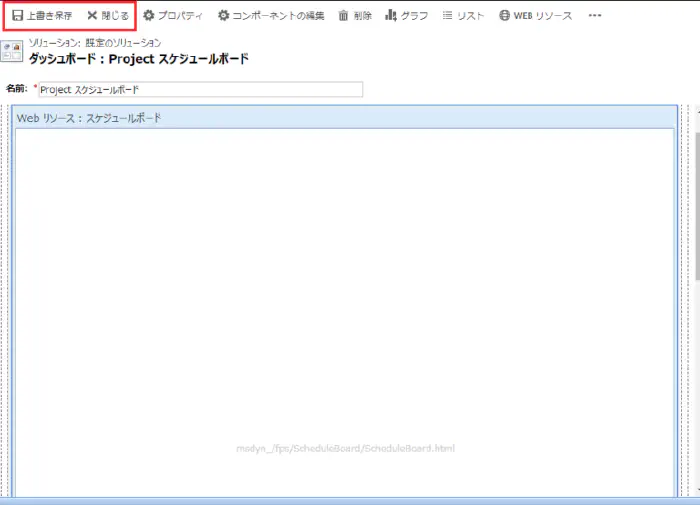 上書き保存 閉じる プロパティ コンポーネントの編集 削除 グラフ リスト WEB リソース •••
ソリューション: 既定のソリューション
ダッシュボード : Project スケジュールボード
名前: * Project スケジュールボード
Web リソース : スケジュールボード
msdyn_/fps/ScheduleBoard/ScheduleBoard.html